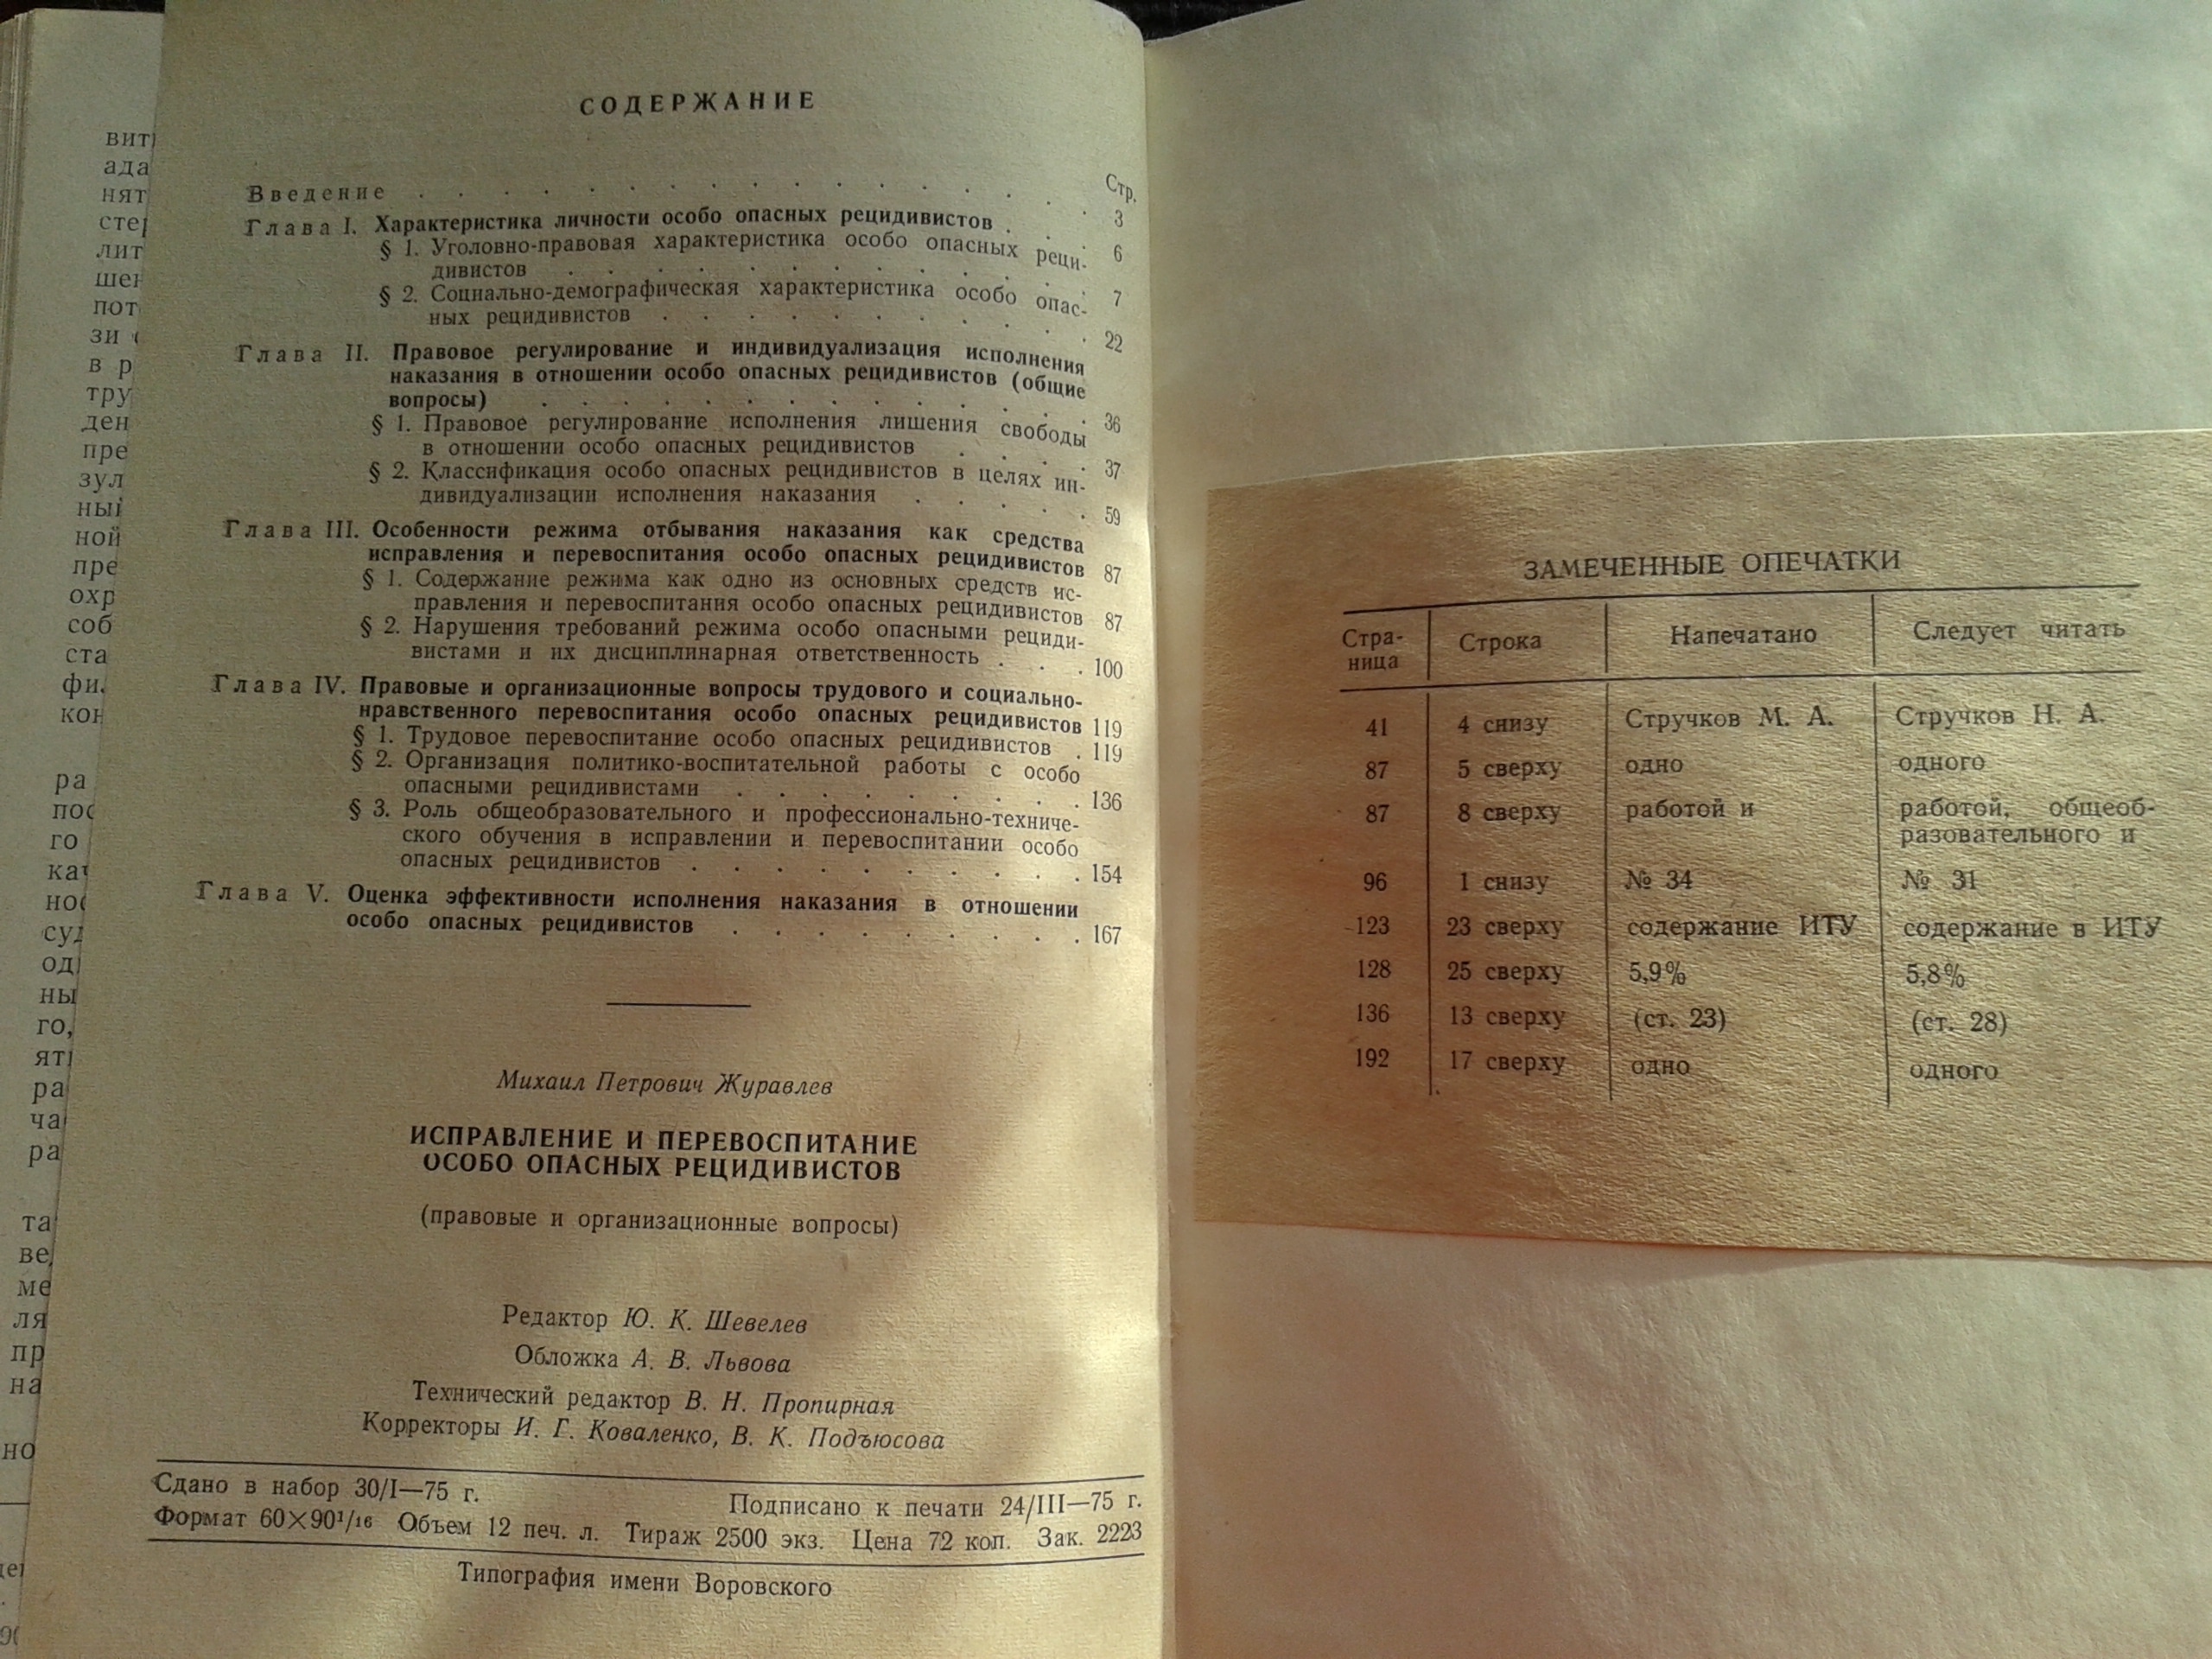 СОДЕРЖАНИЕ
Стр.
Введение . . . . . . . . . . . . . . . . 3
Глава I. Характеристика личности особо опасных рецидивистов . . . 6
§ 1. Уголовно-правовая характеристика особо опасных реци-
дивистов . . . . . . . . . . . . 7
§ 2. Социально-демографическая характеристика особо опас-
ных рецидивистов . . . . . . . . . . 22
Глава II. Правовое регулирование и индивидуализация исполнения
наказания в отношении особо опасных рецидивистов (общие
вопросы) . . . . . . . . . . . . . . 36
§ 1. Правовое регулирование исполнения лишения свободы
в отношении особо опасных рецидивистов . . . . 37
§ 2. Классификация особо опасных рецидивистов в целях ин-
дивидуализации исполнения наказания . . . . . 59
Глава III. Особенности режима отбывания наказания как средства
исправления и перевоспитания особо опасных рецидивистов 87
§ 1. Содержание режима как одно из основных средств ис-
правления и перевоспитания особо опасных рецидивистов 87
§ 2. Нарушения требований режима особо опасными рециди-
вистами и их дисциплинарная ответственность . . . . 100
Глава IV. Правовые и организационные вопросы трудового и социально-
нравственного перевоспитания особо опасных рецидивистов 119
§ 1. Трудовое перевоспитание особо опасных рецидивистов . 119
§ 2. Организация политико-воспитательной работы с особо
опасными рецидивистами . . . . . . . . . 136
§ 3. Роль общеобразовательного и профессионально-техниче-
ского обучения в исправлении и перевоспитании особо
опасных рецидивистов . . . . . . . . . . 154
Глава V. Оценка эффективности исполнения наказания в отношении
особо опасных рецидивистов . . . . . . . . . 167
Михаил Петрович Журавлев
ИСПРАВЛЕНИЕ И ПЕРЕВОСПИТАНИЕ
ОСОБО ОПАСНЫХ РЕЦИДИВИСТОВ
(правовые и организационные вопросы)
Редактор Ю. К. Шевелев
Обложка А. В. Львова
Технический редактор В. Н. Пропирная
Корректоры И. Г. Коваленко, В. К. Подъюсова
Сдано в набор 30/I—75 г. Подписано к печати 24/III—75 г.
Формат 60×90¹/₁₆ Объем 12 печ. л. Тираж 2500 экз. Цена 72 коп. Зак. 2223
Типография имени Воровского
ЗАМЕЧЕННЫЕ ОПЕЧАТКИ
Стра-
ница Строка Напечатано Следует читать
41 4 снизу Стручков М. А. Стручков Н. А.
87 5 сверху одно одного
87 8 сверху работой и работой, общеоб-
разовательного и
96 1 снизу № 34 № 31
123 23 сверху содержание ИТУ содержание в ИТУ
128 25 сверху 5,9% 5,8%
136 13 сверху (ст. 23) (ст. 28)
192 17 сверху одно одного